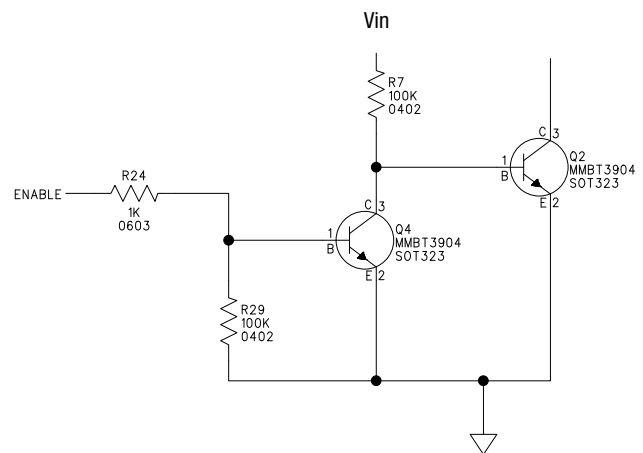 Vin
R7
100K
0402
C 3
1
B
Q2
MMBT3904
SOT323
E 2
R24
ENABLE
1K
0603
C 3
1
B
Q4
MMBT3904
SOT323
E 2
R29
100K
0402